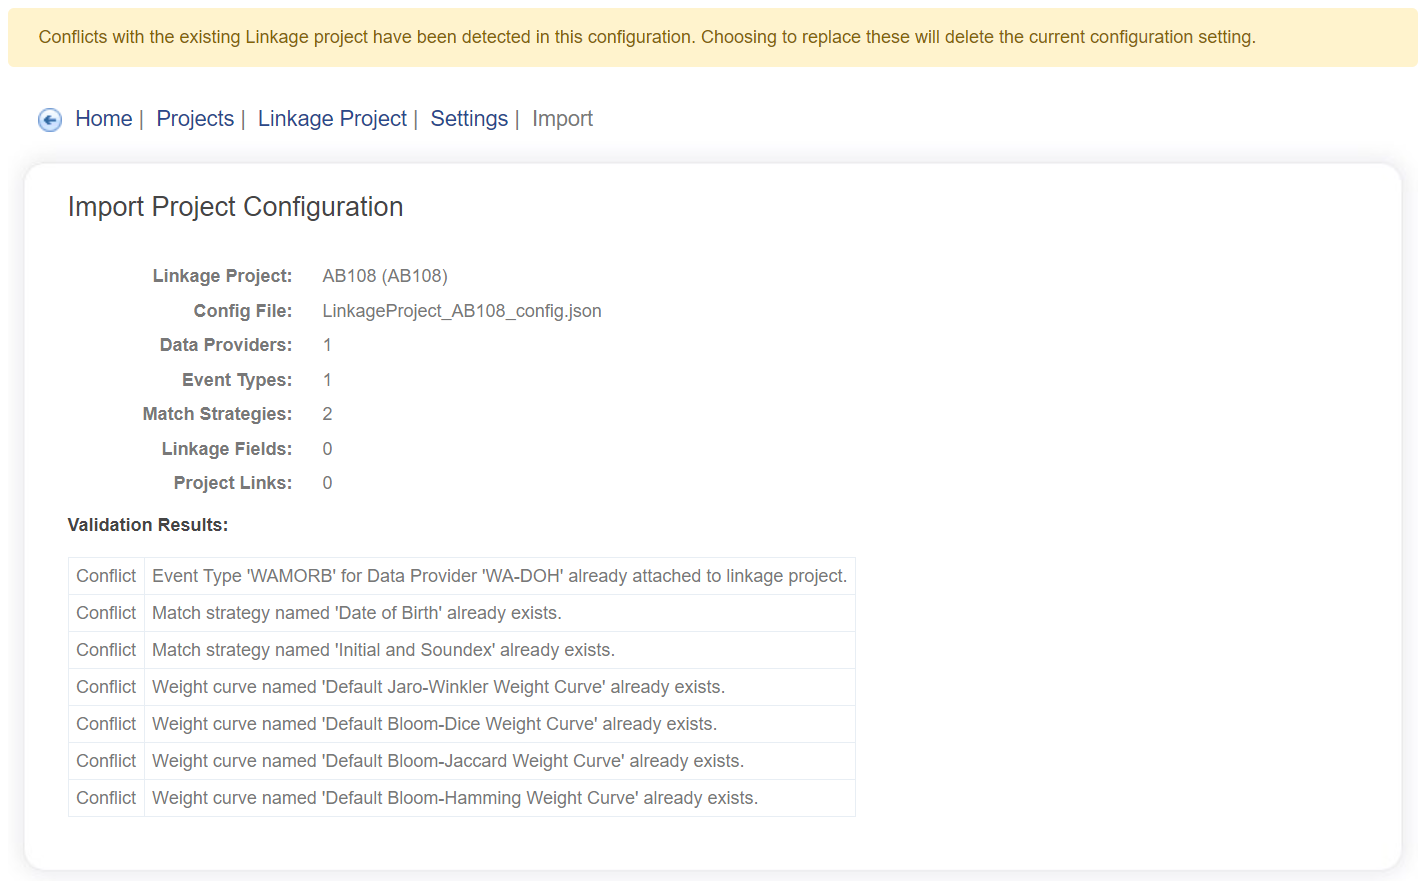 Conflicts with the existing Linkage project have been detected in this configuration. Choosing to replace these will delete the current configuration setting.
Home | Projects | Linkage Project | Settings | Import
Import Project Configuration
Linkage Project: AB108 (AB108)
Config File: LinkageProject_AB108_config.json
Data Providers: 1
Event Types: 1
Match Strategies: 2
Linkage Fields: 0
Project Links: 0
Validation Results:
Conflict Event Type 'WAMORB' for Data Provider 'WA-DOH' already attached to linkage project.
Conflict Match strategy named 'Date of Birth' already exists.
Conflict Match strategy named 'Initial and Soundex' already exists.
Conflict Weight curve named 'Default Jaro-Winkler Weight Curve' already exists.
Conflict Weight curve named 'Default Bloom-Dice Weight Curve' already exists.
Conflict Weight curve named 'Default Bloom-Jaccard Weight Curve' already exists.
Conflict Weight curve named 'Default Bloom-Hamming Weight Curve' already exists.